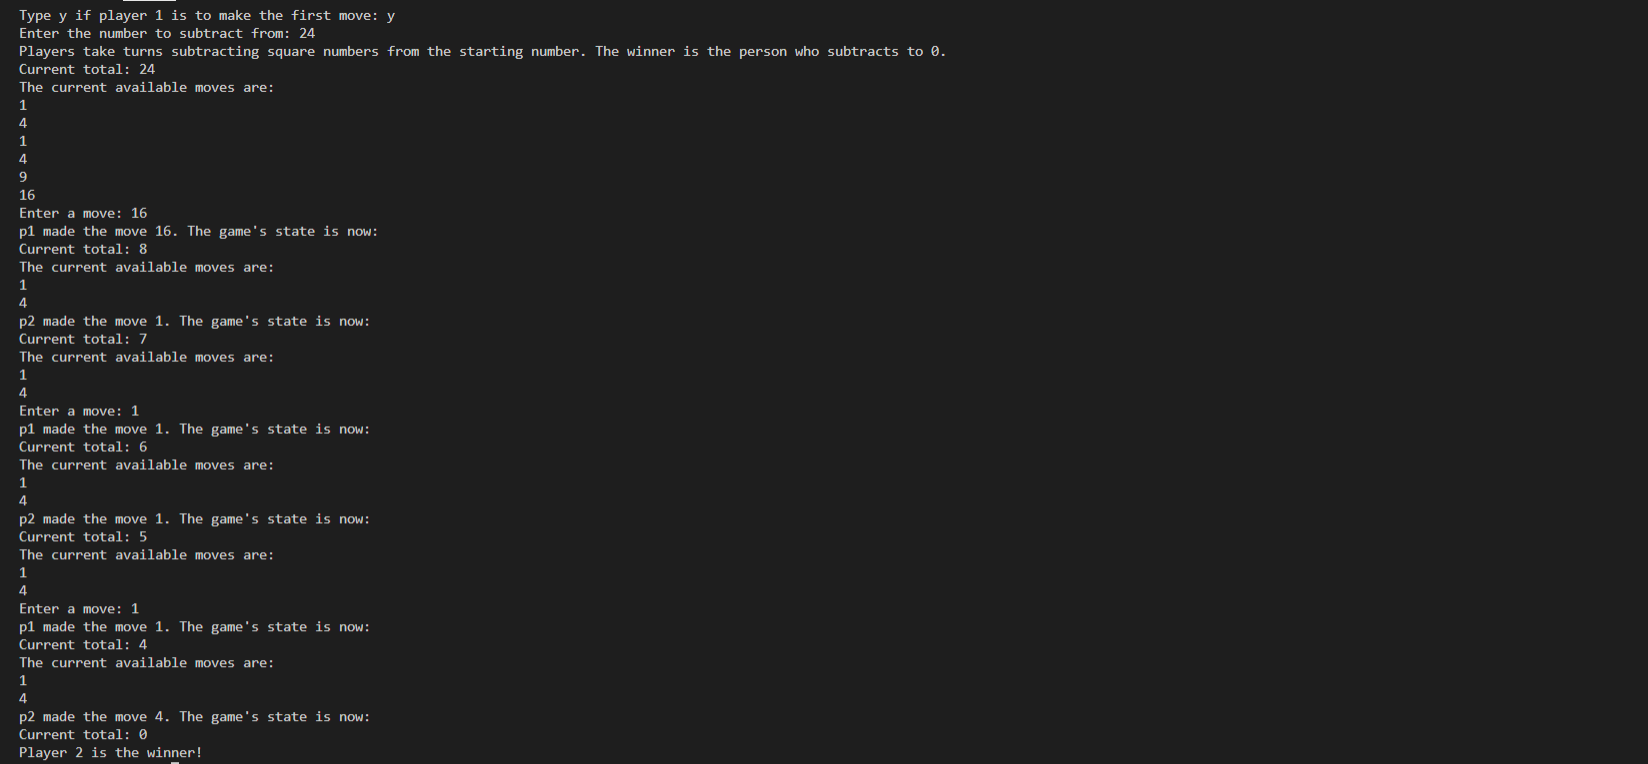 Type y if player 1 is to make the first move: y
Enter the number to subtract from: 24
Players take turns subtracting square numbers from the starting number. The winner is the person who subtracts to 0.
Current total: 24
The current available moves are:
1
4
1
4
9
16
Enter a move: 16
p1 made the move 16. The game's state is now:
Current total: 8
The current available moves are:
1
4
p2 made the move 1. The game's state is now:
Current total: 7
The current available moves are:
1
4
Enter a move: 1
p1 made the move 1. The game's state is now:
Current total: 6
The current available moves are:
1
4
p2 made the move 1. The game's state is now:
Current total: 5
The current available moves are:
1
4
Enter a move: 1
p1 made the move 1. The game's state is now:
Current total: 4
The current available moves are:
1
4
p2 made the move 4. The game's state is now:
Current total: 0
Player 2 is the winner!